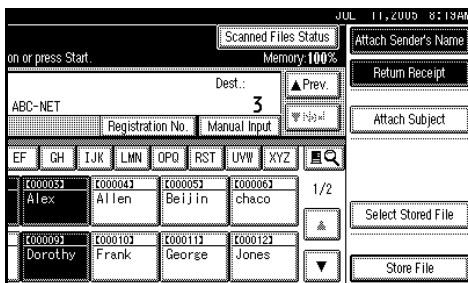 JUL 11,2005 8:19AM
Scanned Files Status
Attach Sender's Name
on or press Start.
Memory:100%
Return Receipt
Dest.:
▲Prev.
ABC-NET
3
Attach Subject
Registration No. Manual Input
EF GH IJK LMN OPQ RST UVW XYZ
[00003] [00004] [00005] [00006]
Alex Allen Beijin chaco
1/2
Select Stored File
[00009] [00010] [00011] [00012]
Dorothy Frank George Jones
▼
Store File